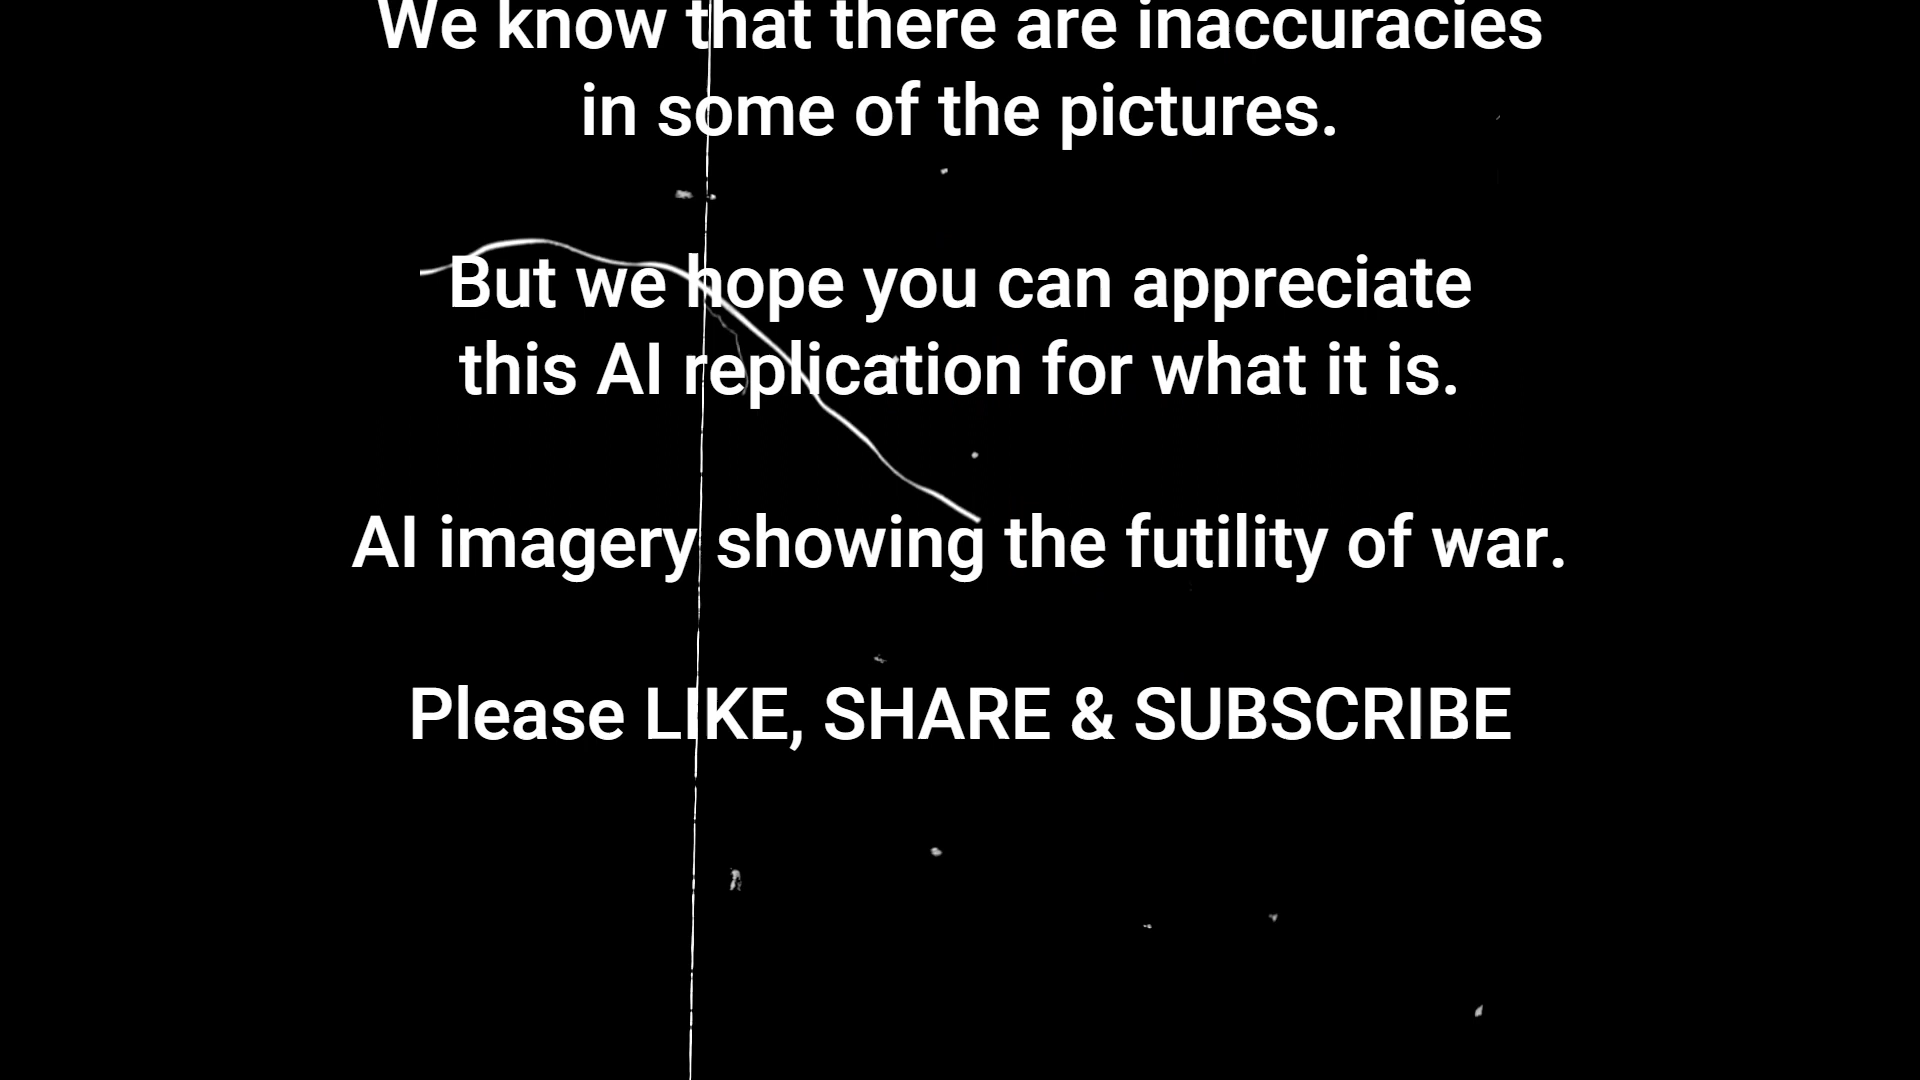 We know that there are inaccuracies
in some of the pictures.
But we hope you can appreciate
this AI replication for what it is.
AI imagery showing the futility of war.
Please LIKE, SHARE & SUBSCRIBE